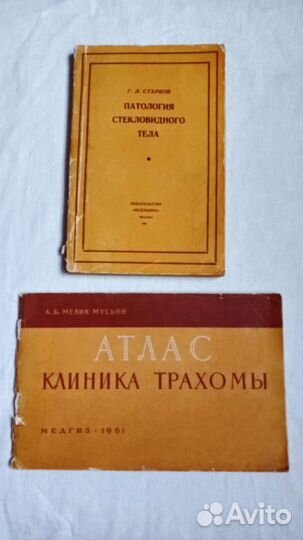 Г. Л. СТАРКОВ
ПАТОЛОГИЯ
СТЕКЛОВИДНОГО
ТЕЛА
ИЗДАТЕЛЬСТВО
«МЕДИЦИНА»
МОСКВА
А.Б. МЕЛИК-МУСЬЯН
АТЛАС
КЛИНИКА ТРАХОМЫ
МЕДГИЗ - 1961
Avito